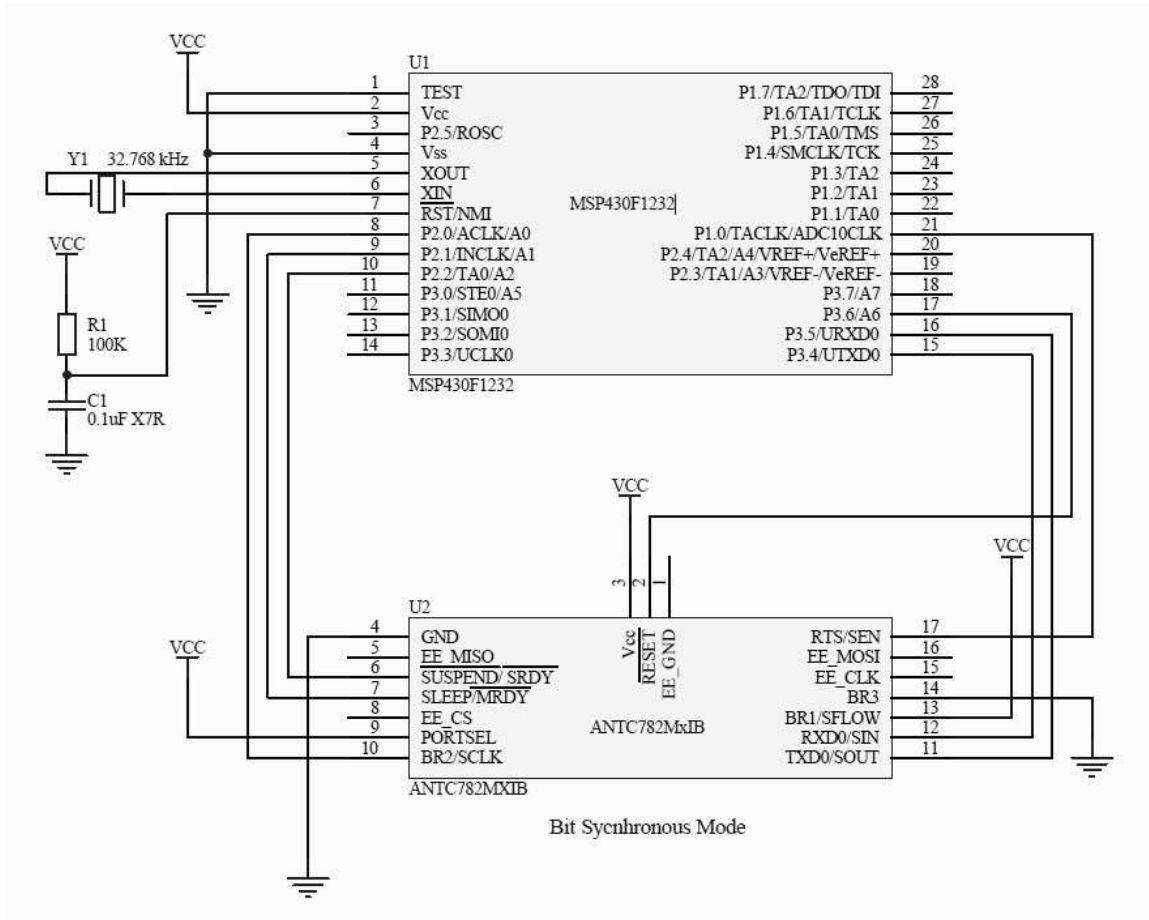 VCC
U1
1 TEST
2 Vcc
3 P2.5/ROSC
4 Vss
5 XOUT
6 XIN
7 RST/NMI
8 P2.0/ACLK/A0
9 P2.1/INCLK/A1
10 P2.2/TA0/A2
11 P3.0/STE0/A5
12 P3.1/SIMO0
13 P3.2/SOMI0
14 P3.3/UCLK0
MSP430F1232
P1.7/TA2/TDO/TDI 28
P1.6/TA1/TCLK 27
P1.5/TA0/TMS 26
P1.4/SMCLK/TCK 25
P1.3/TA2 24
P1.2/TA1 23
P1.1/TA0 22
P1.0/TACLK/ADC10CLK 21
P2.4/TA2/A4/VREF+/VeREF+ 20
P2.3/TA1/A3/VREF-/VeREF- 19
P3.7/A7 18
P3.6/A6 17
P3.5/URXD0 16
P3.4/UTXD0 15
MSP430F1232
Y1 32.768 kHz
VCC
R1
100K
C1
0.1uF X7R
VCC
VCC
3 Vcc
2 RESET
1 EE_GND
U2
VCC
4 GND
5 EE_MISO
6 SUSPEND/ SRDY
7 SLEEP/MRDY
8 EE_CS
9 PORTSEL
10 BR2/SCLK
ANTC782MxIB
RTS/SEN 17
EE_MOSI 16
EE_CLK 15
BR3 14
BR1/SFLOW 13
RXD0/SIN 12
TXD0/SOUT 11
ANTC782MXIB
Bit Sycnhronous Mode